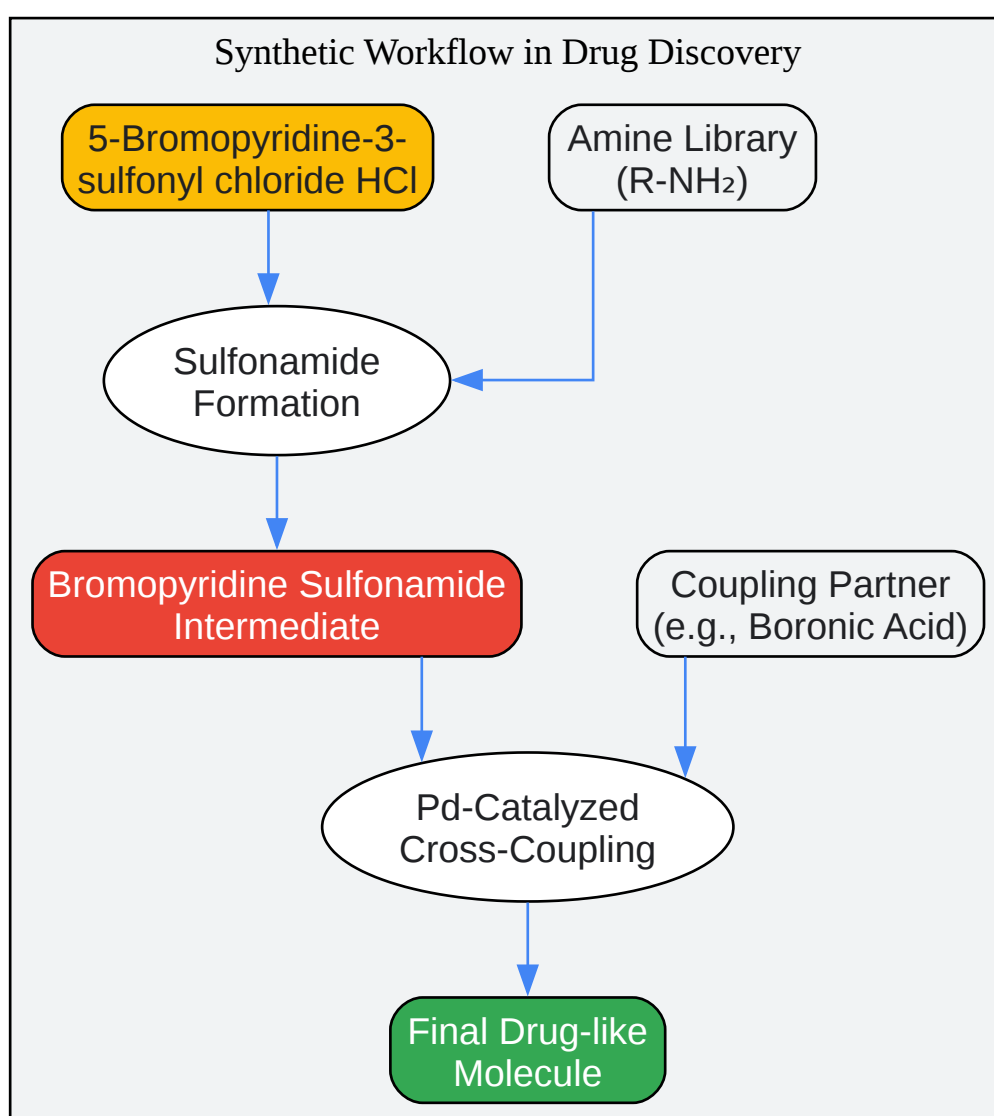 Synthetic Workflow in Drug Discovery
5-Bromopyridine-3-
sulfonyl chloride HCl
Amine Library
(R-NH₂)
Sulfonamide
Formation
Bromopyridine Sulfonamide
Intermediate
Coupling Partner
(e.g., Boronic Acid)
Pd-Catalyzed
Cross-Coupling
Final Drug-like
Molecule